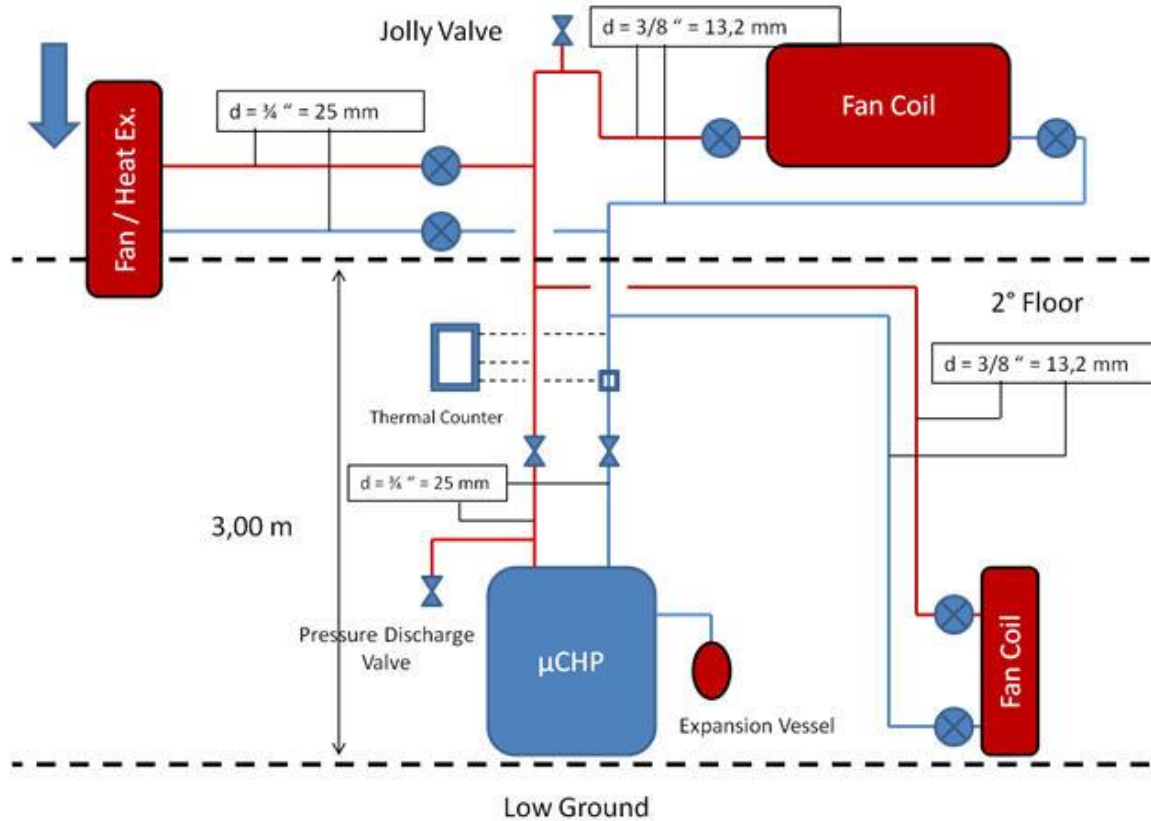 Jolly Valve
d = 3/8 “ = 13,2 mm
Fan Coil
d = ¾ “ = 25 mm
Fan / Heat Ex.
2° Floor
d = 3/8 “ = 13,2 mm
Thermal Counter
d = ¾ “ = 25 mm
3,00 m
Pressure Discharge
Valve
μCHP
Expansion Vessel
Fan Coil
Low Ground